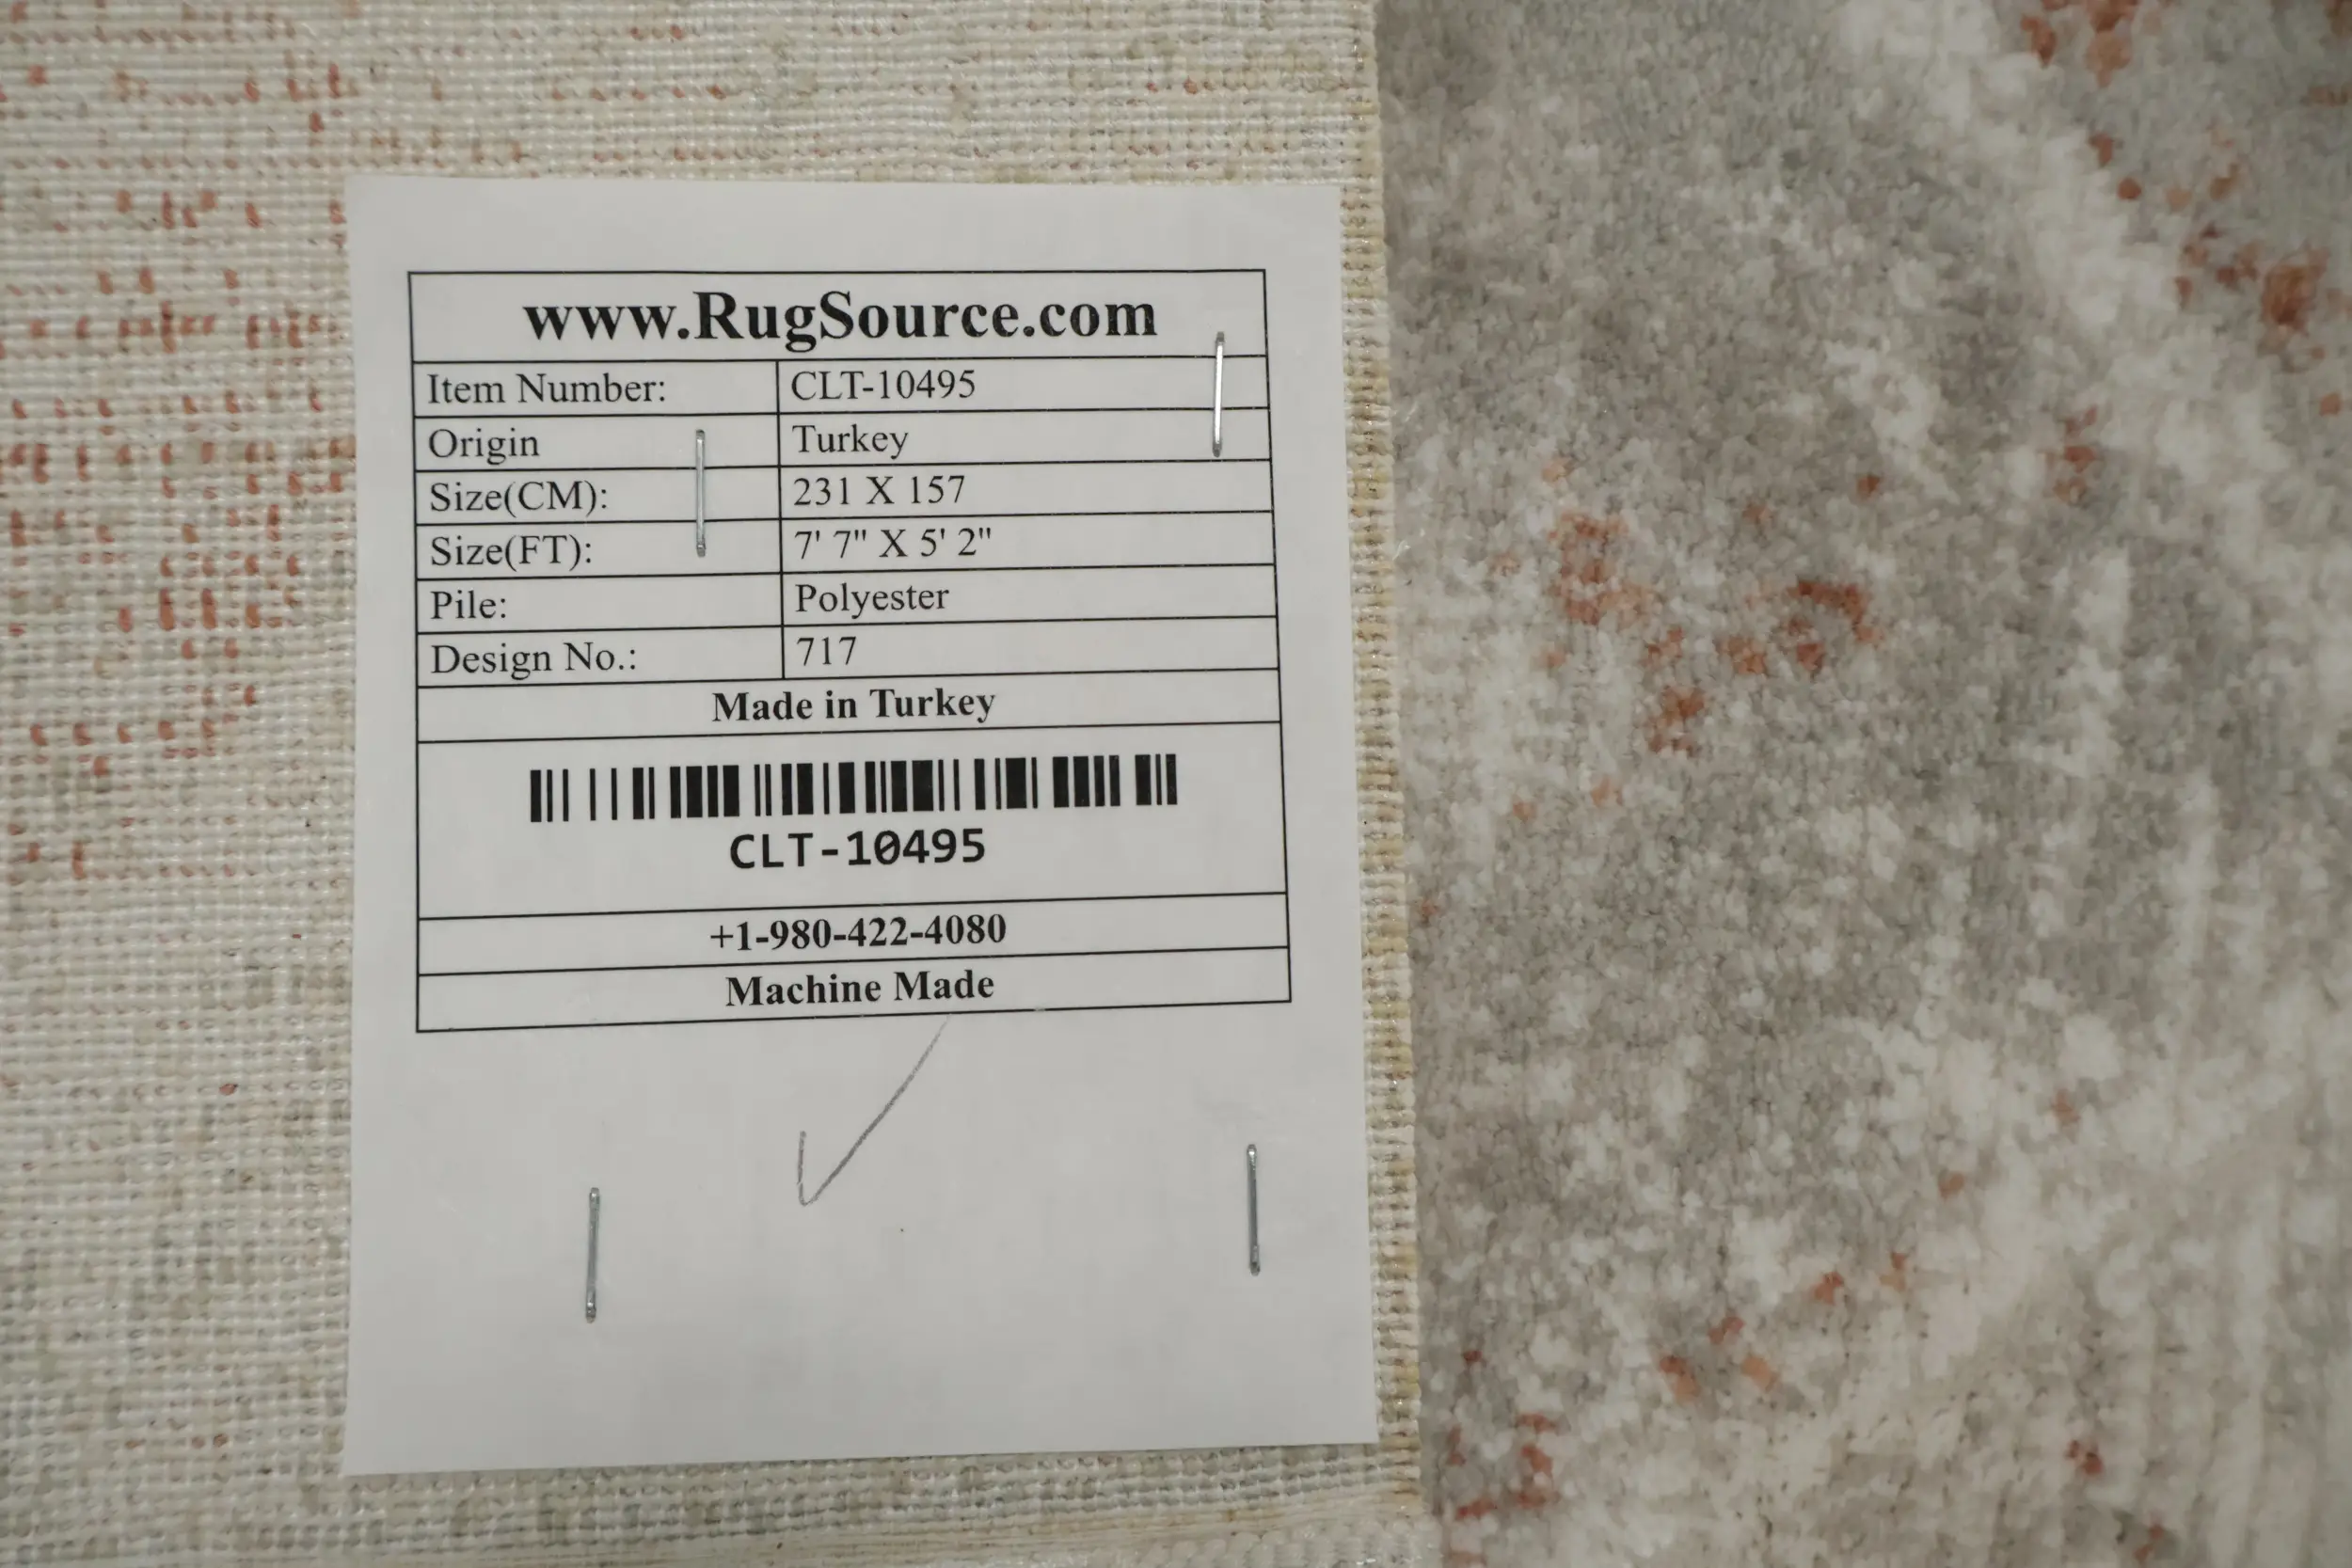 www.RugSource.com
Item Number: CLT-10495
Origin Turkey
Size(CM): 231 X 157
Size(FT): 7' 7" X 5' 2"
Pile: Polyester
Design No.: 717
Made in Turkey
CLT-10495
+1-980-422-4080
Machine Made